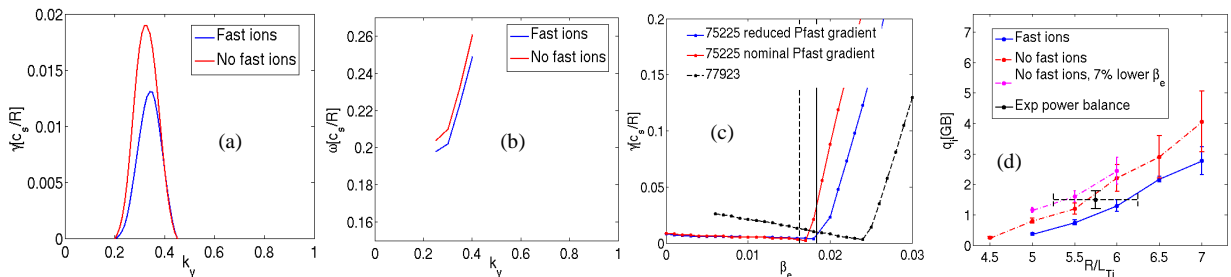 0.02
0.015
0.01
0.005
0
γ[c_s/R]
0 0.2 0.4 0.6 0.8 1
k_y
Fast ions
No fast ions
(a)
0.26
0.24
0.22
0.20
0.18
0.16
ω[c_s/R]
0 0.2 0.4 0.6 0.8 1
k_y
Fast ions
No fast ions
(b)
0.2
0.15
0.1
0.05
0
γ[c_s/R]
0 0.01 0.02 0.03
β_e
75225 reduced Pfast gradient
75225 nominal Pfast gradient
77923
(c)
7
6
5
4
3
2
1
0
q_i[GB]
4.5 5 5.5 6 6.5 7
R/L_Ti
Fast ions
No fast ions
No fast ions, 7% lower β_e
Exp power balance
(d)